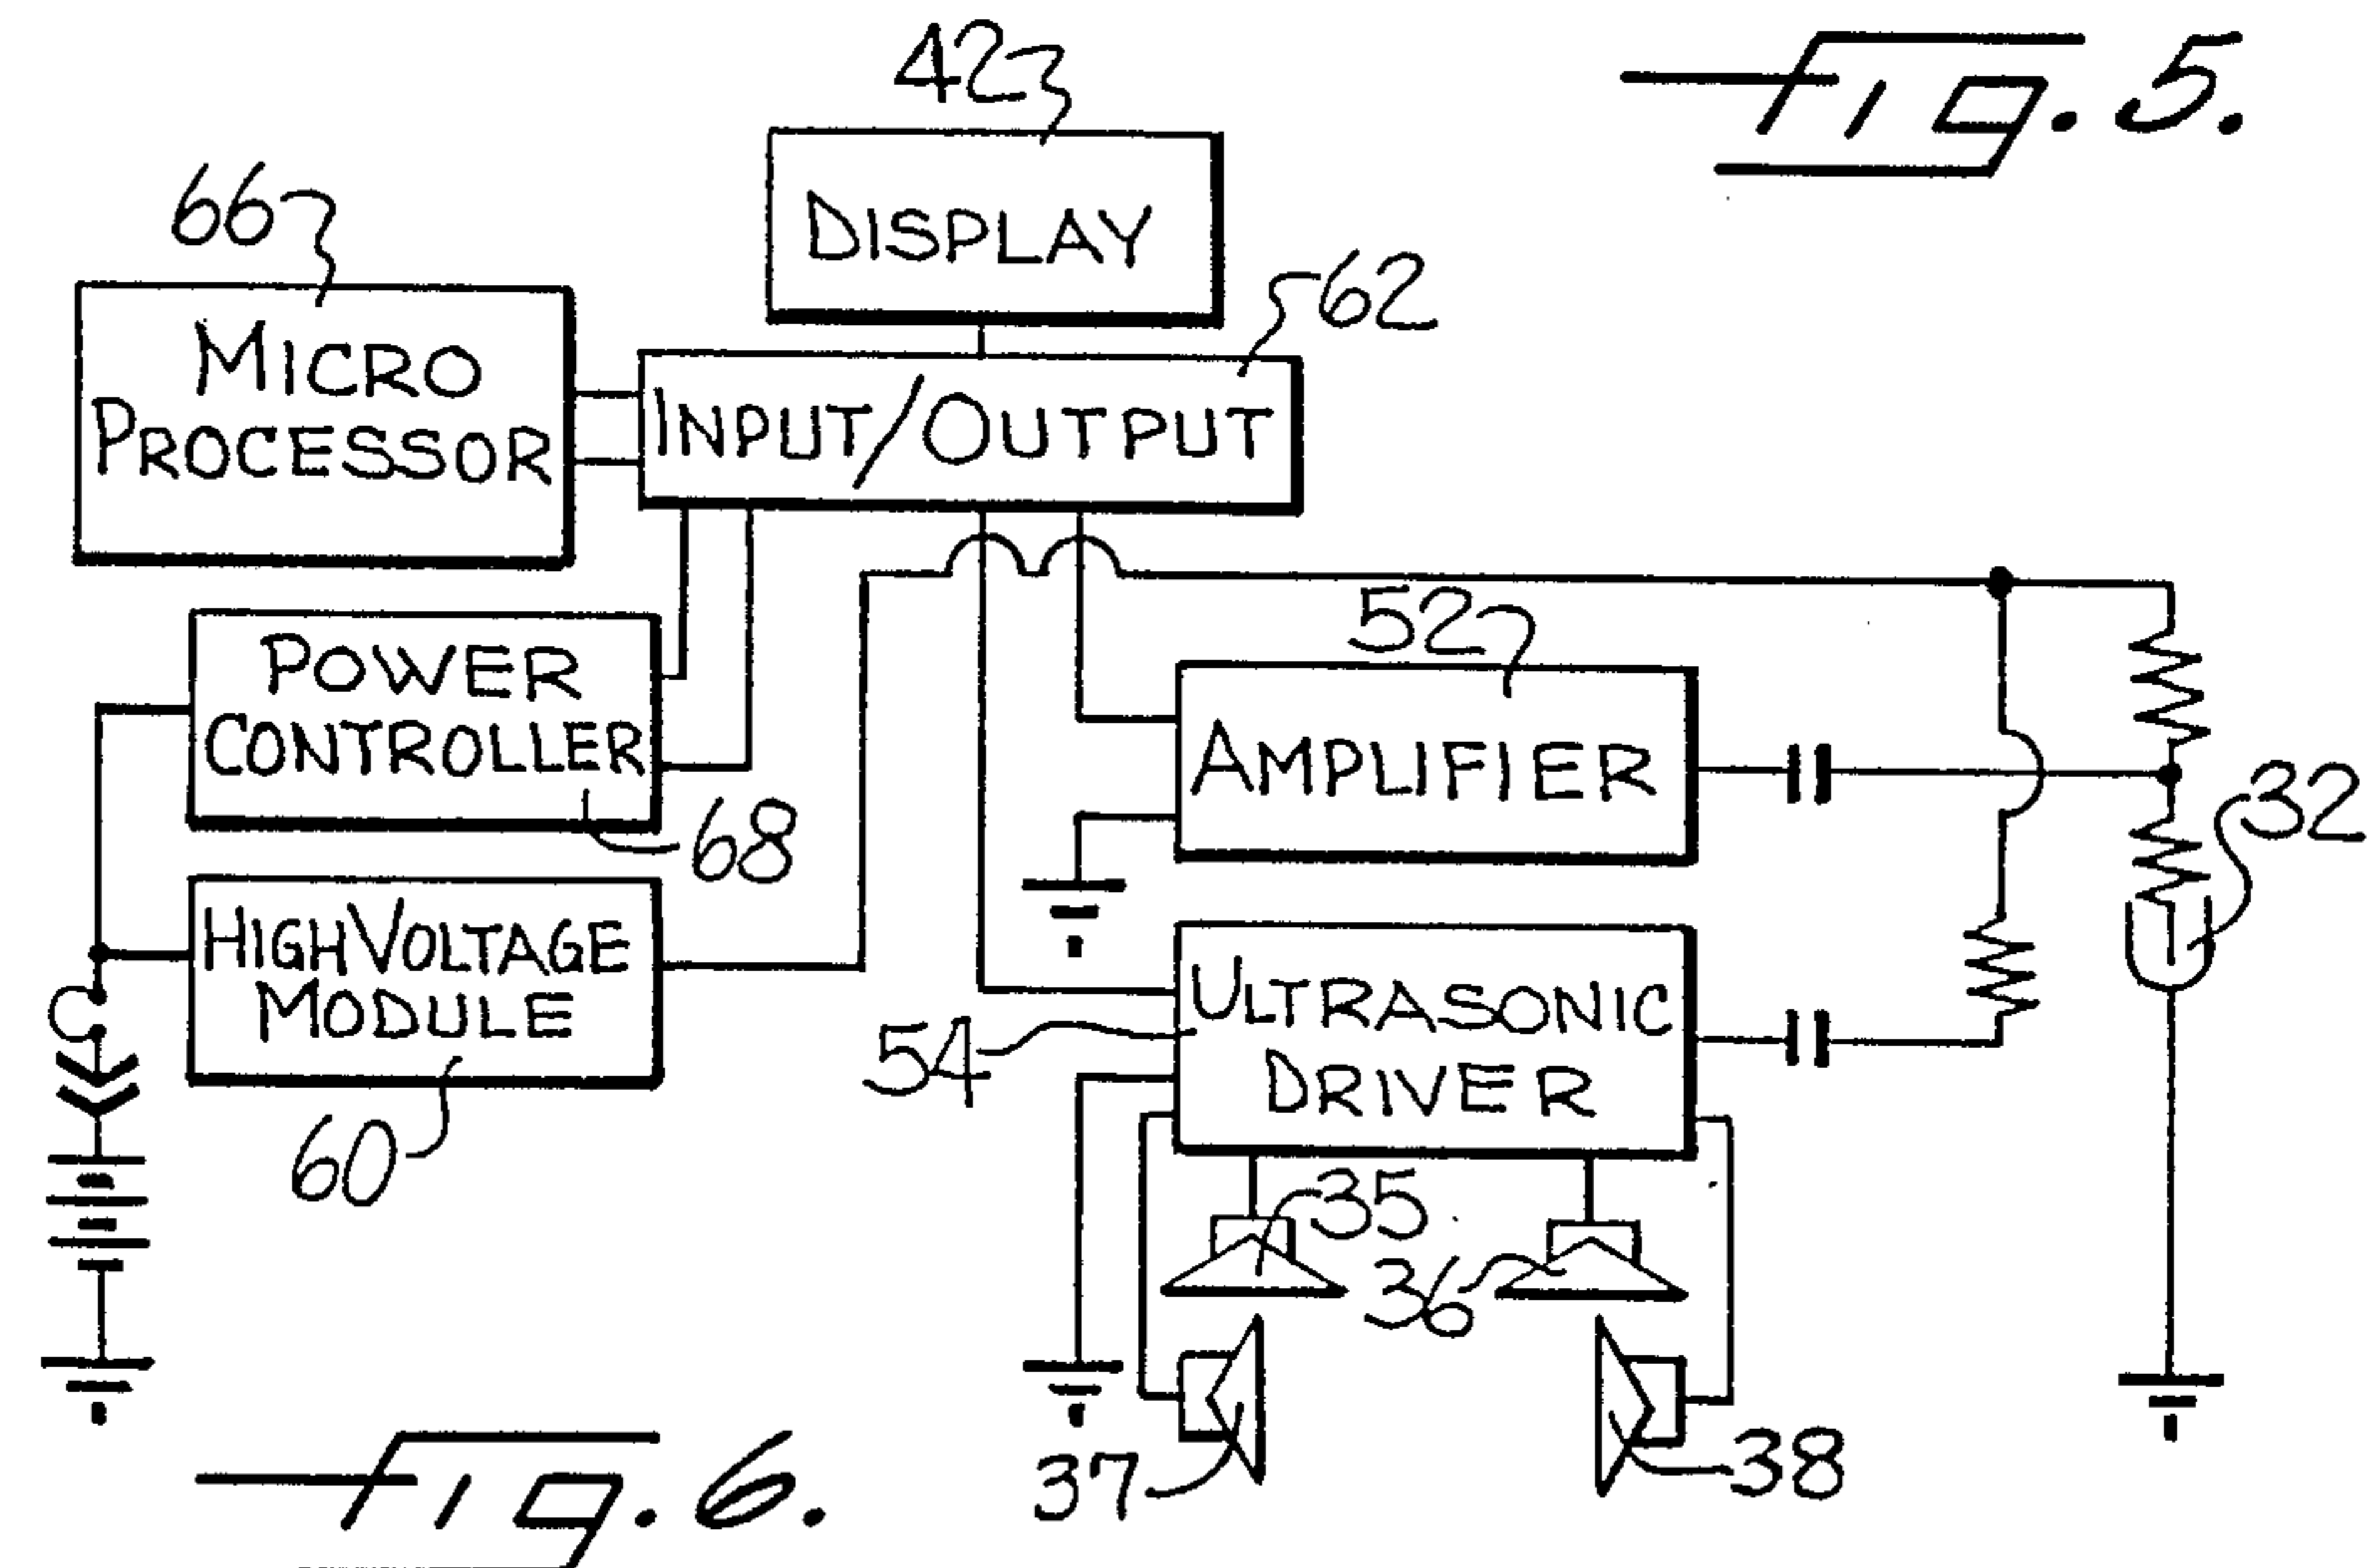 Fig. 5.
42
DISPLAY
66
MICRO
PROCESSOR
62
INPUT/OUTPUT
POWER
CONTROLLER
68
52
AMPLIFIER
32
HIGH VOLTAGE
MODULE
60
54
ULTRASONIC
DRIVER
35
36
37
38
Fig. 6.